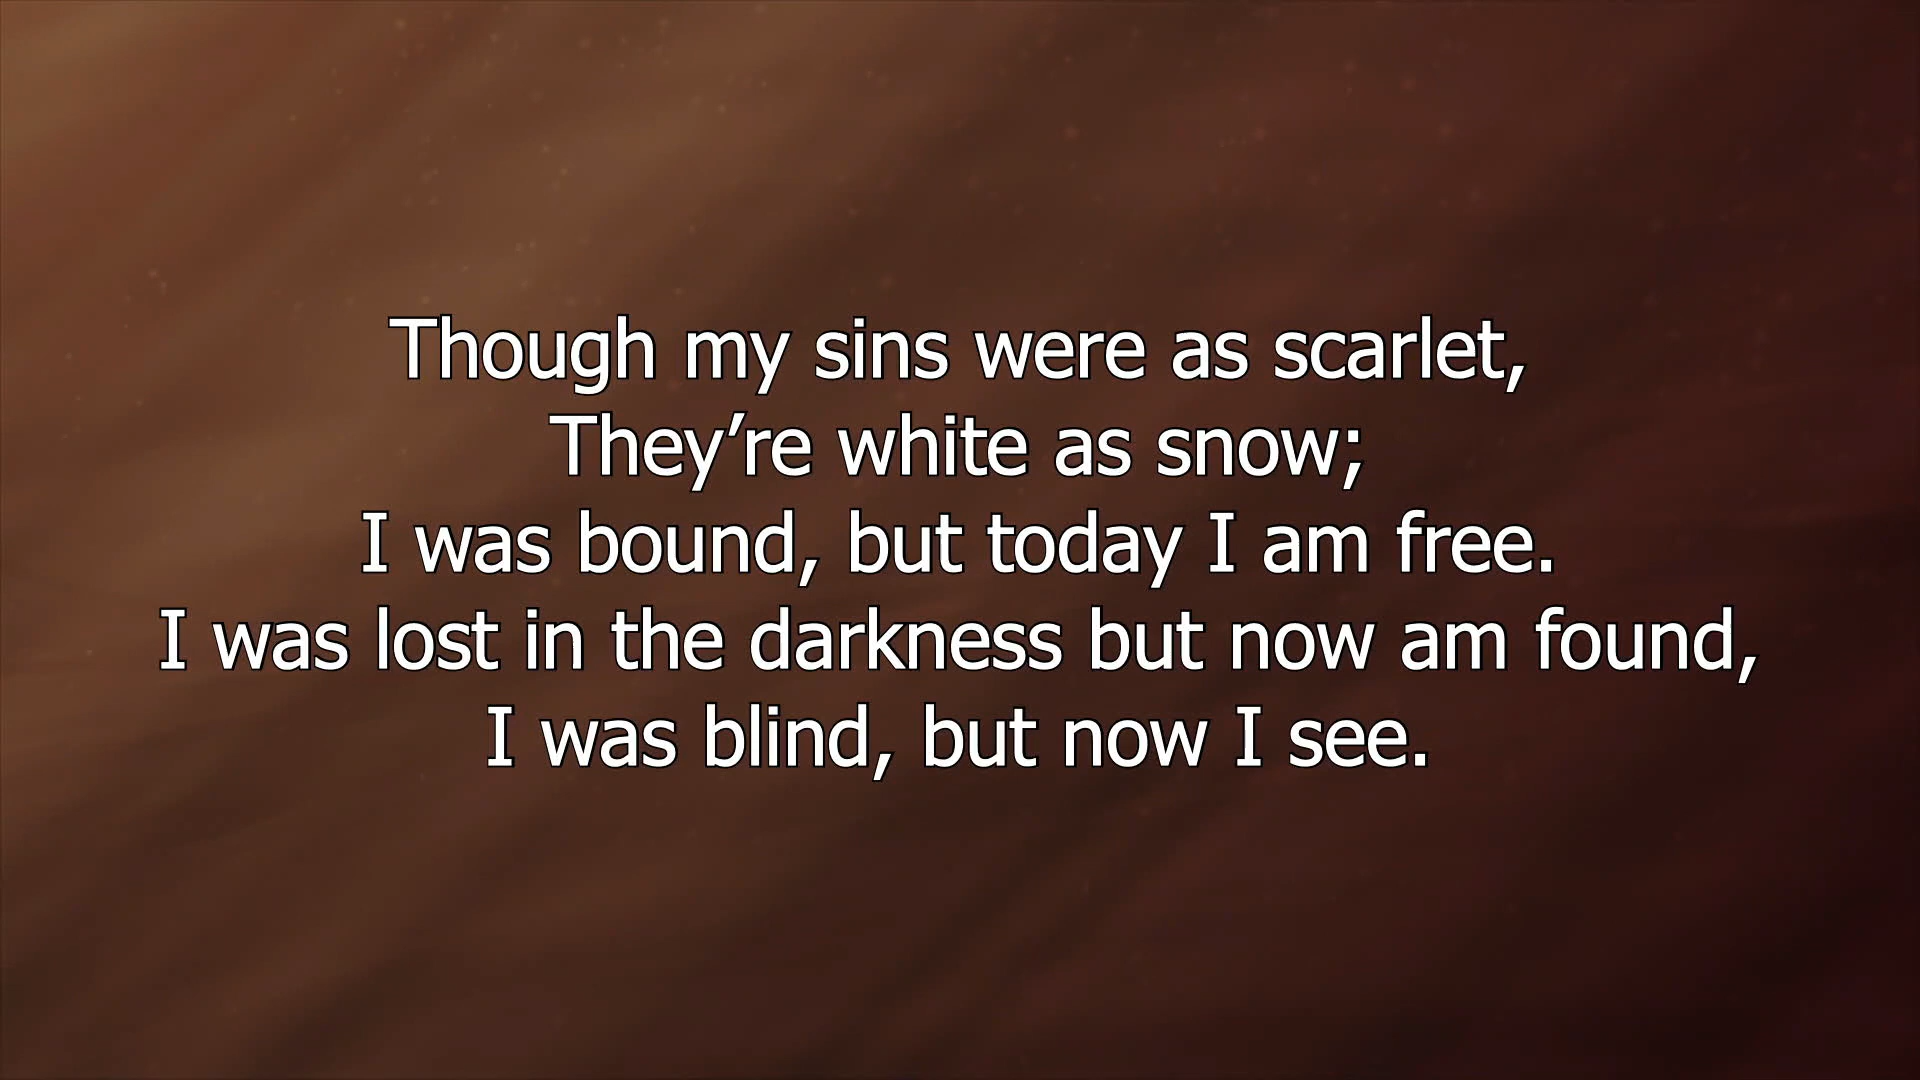 Though my sins were as scarlet,
They’re white as snow;
I was bound, but today I am free.
I was lost in the darkness but now am found,
I was blind, but now I see.